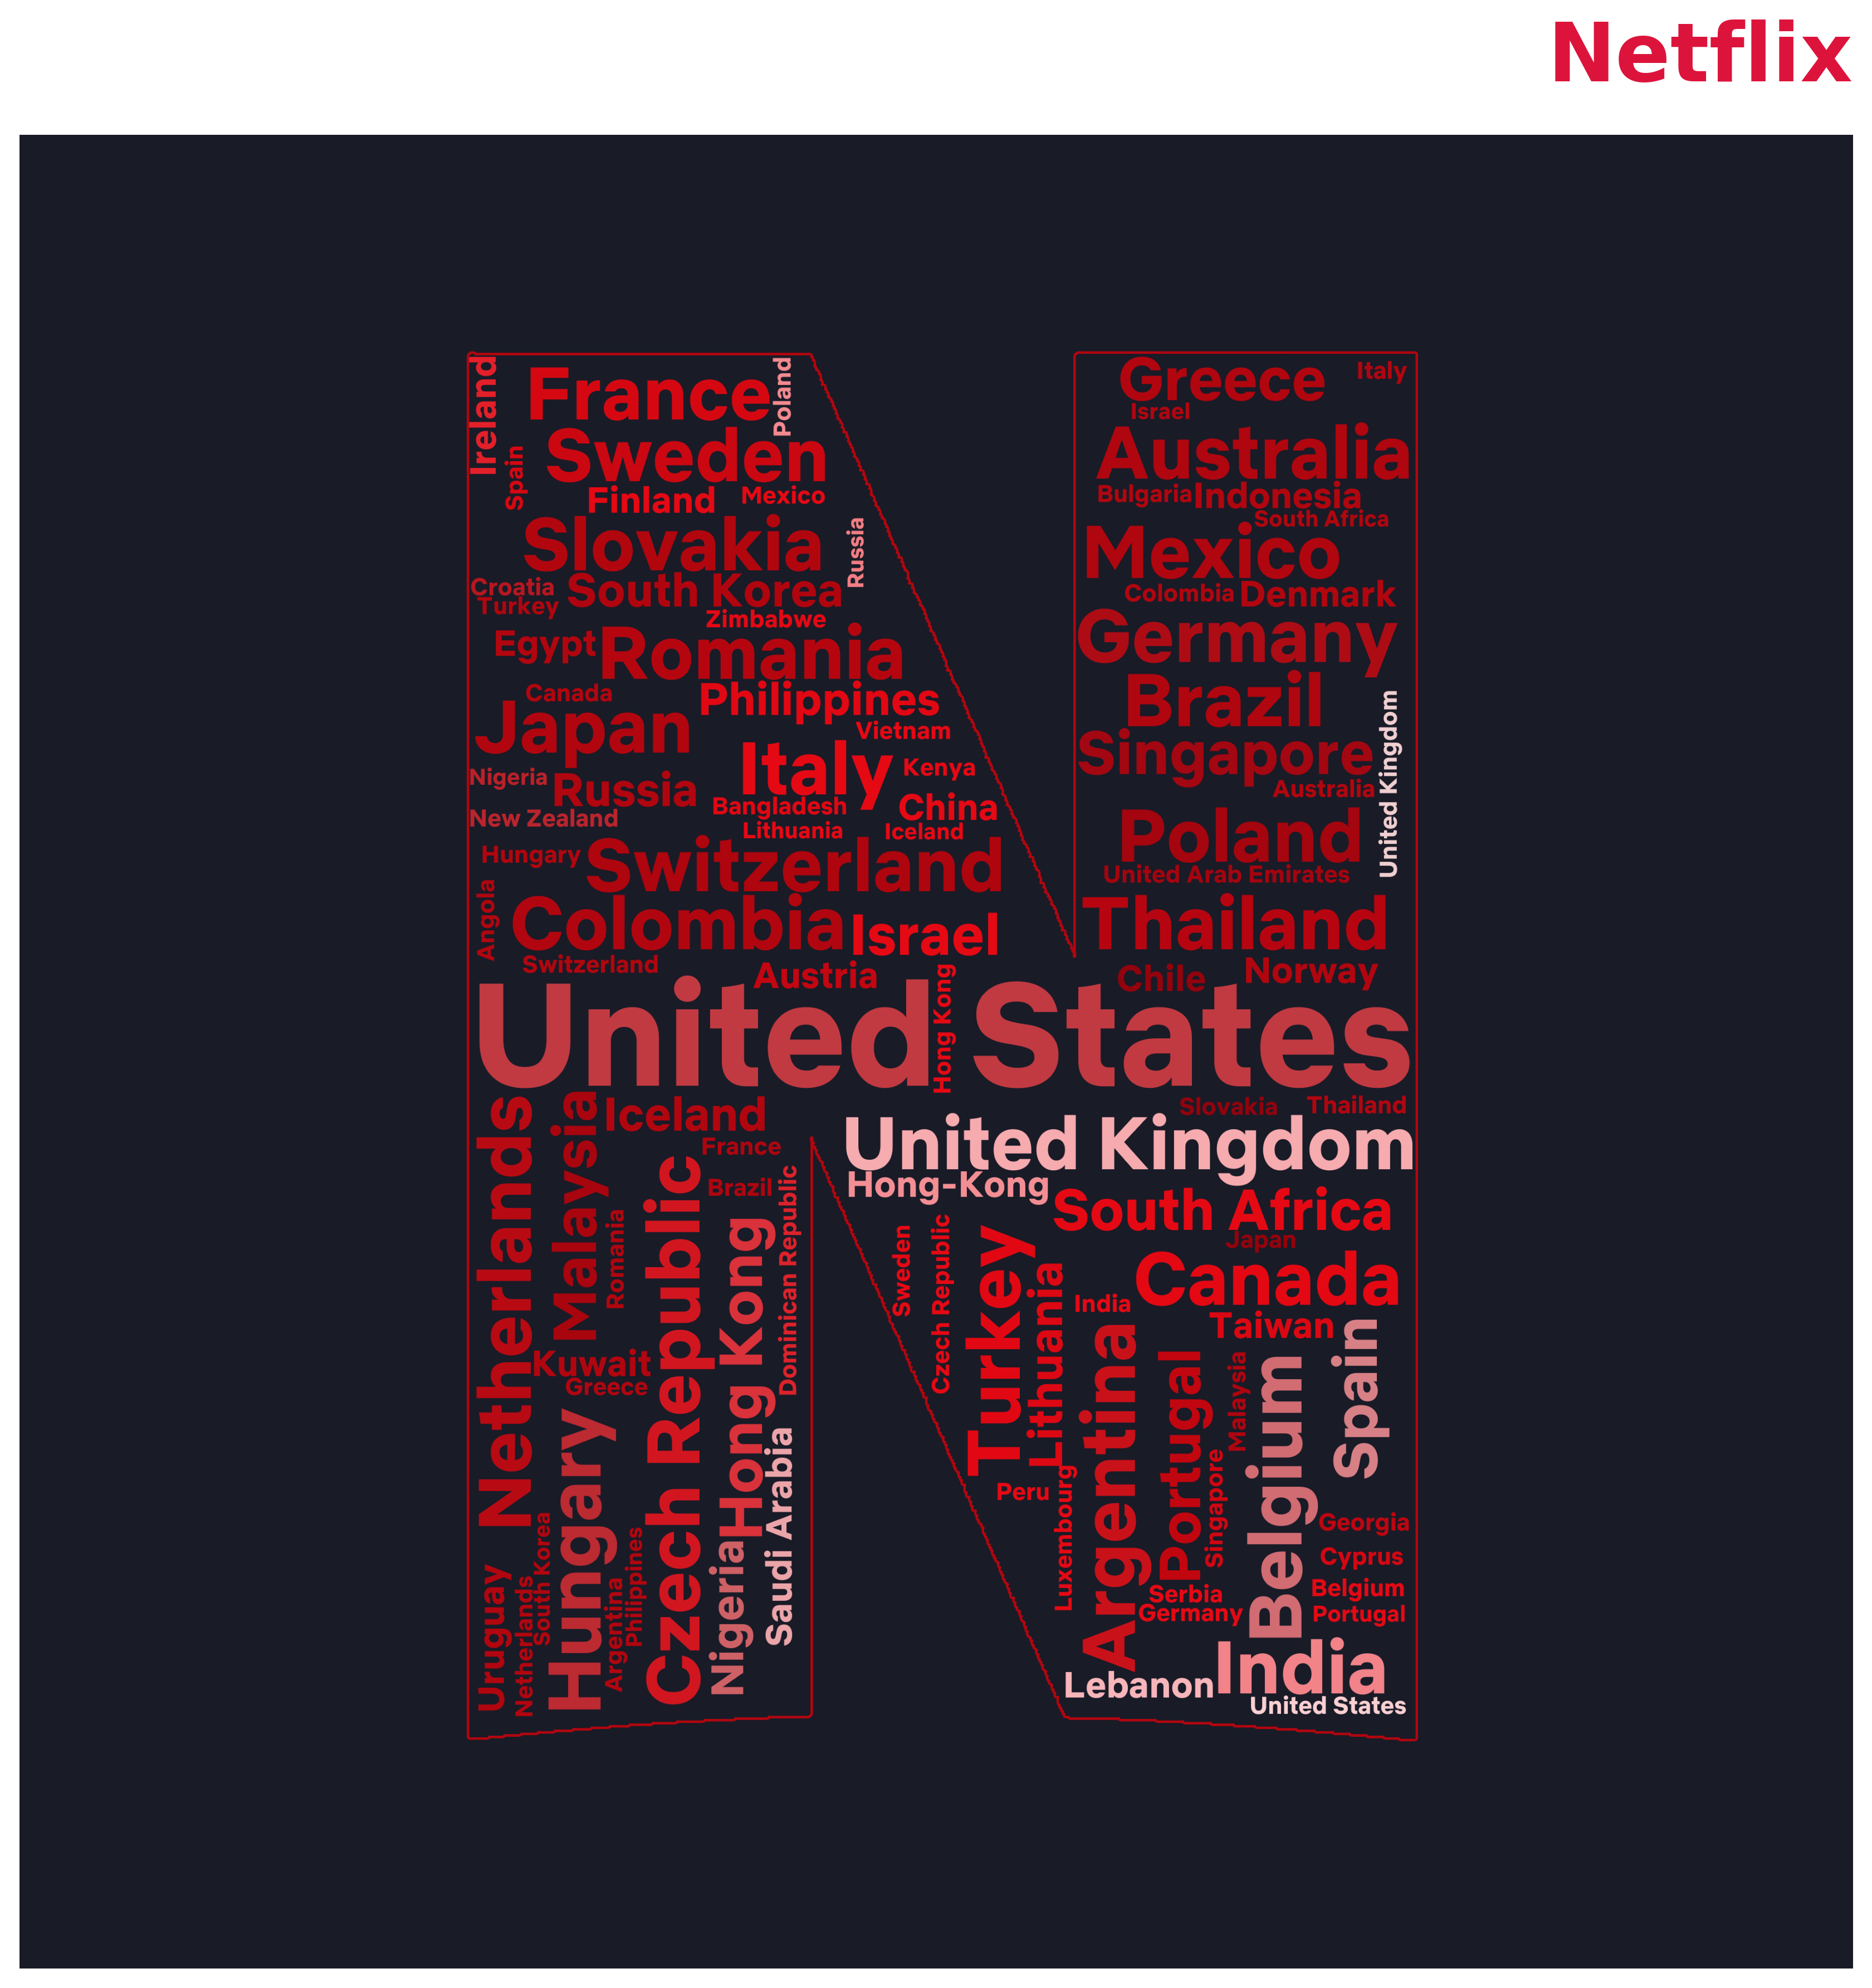 Netflix
Ireland
France
Poland
Spain
Sweden
Finland
Mexico
Slovakia
Russia
Croatia
South Korea
Turkey
Zimbabwe
Egypt
Romania
Canada
Philippines
Japan
Vietnam
Italy
Kenya
Nigeria
Russia
Bangladesh
China
New Zealand
Lithuania
Iceland
Hungary
Switzerland
Angola
Colombia
Israel
Switzerland
Austria
Hong Kong
Greece
Italy
Israel
Australia
Bulgaria
Indonesia
South Africa
Mexico
Colombia
Denmark
Germany
Brazil
United Kingdom
Singapore
Australia
Poland
United Arab Emirates
Thailand
Chile
Norway
United States
Netherlands
Malaysia
Iceland
France
Brazil
Romania
Czech Republic
Hong Kong
Dominican Republic
Kuwait
Greece
Hungary
Saudi Arabia
Nigeria
Uruguay
Netherlands
South Korea
Argentina
Philippines
Slovakia
Thailand
United Kingdom
Hong-Kong
South Africa
Japan
Sweden
Czech Republic
Turkey
Lithuania
India
Canada
Taiwan
Spain
Argentina
Portugal
Malaysia
Belgium
Singapore
Peru
Luxembourg
Georgia
Cyprus
Serbia
Belgium
Germany
Portugal
India
Lebanon
United States